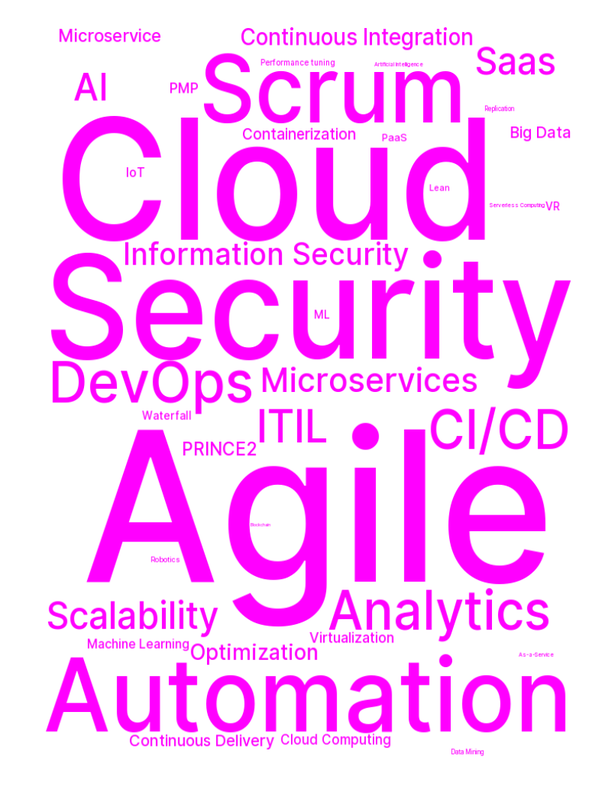 Microservice
Continuous Integration
Saas
Performance tuning
Artificial Intelligence
AI
PMP
Scrum
Replication
Containerization
PaaS
Big Data
Cloud
IoT
Lean
Serverless Computing
VR
Information Security
Security
ML
DevOps
Microservices
Waterfall
ITIL
CI/CD
PRINCE2
Agile
Blockchain
Robotics
Scalability
Analytics
Machine Learning
Optimization
Virtualization
As-a-Service
Automation
Continuous Delivery
Cloud Computing
Data Mining